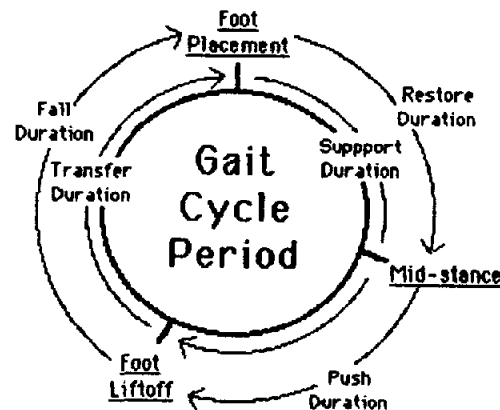 Foot
Placement
Fall
Duration
Restore
Duration
Transfer
Duration
Suppport
Duration
Gait
Cycle
Period
Mid-stance
Foot
Liftoff
Push
Duration